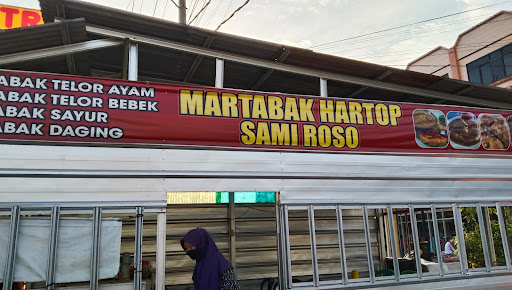 ABAK TELOR AYAM
ABAK TELOR BEBEK
ABAK SAYUR
ABAK DAGING
MARTABAK HARTOP
SAMI ROSO